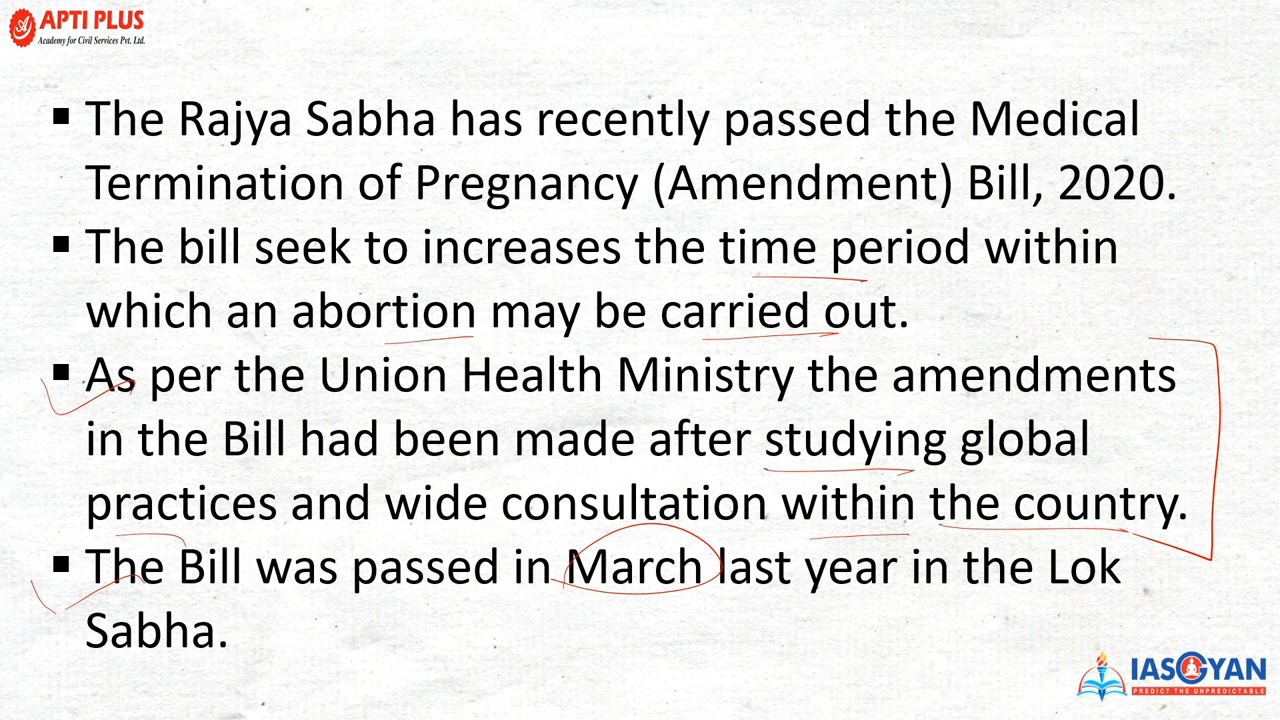 APTI PLUS
Academy for Civil Services Pvt. Ltd.
▪ The Rajya Sabha has recently passed the Medical
Termination of Pregnancy (Amendment) Bill, 2020.
▪ The bill seek to increases the time period within
which an abortion may be carried out.
▪ As per the Union Health Ministry the amendments
in the Bill had been made after studying global
practices and wide consultation within the country.
▪ The Bill was passed in March last year in the Lok
Sabha.
IASGYAN
PREDICT THE UNPREDICTABLE